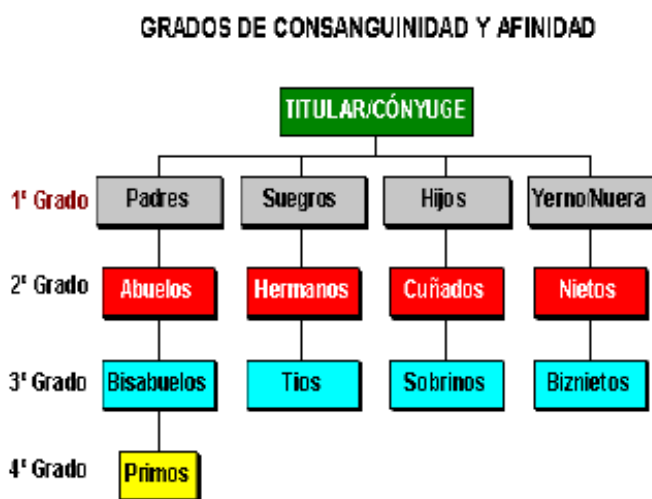 GRADOS DE CONSANGUINIDAD Y AFINIDAD
TITULAR/CÓNYUGE
1º Grado Padres Suegros Hijos Yerno/Nuera
2º Grado Abuelos Hermanos Cuñados Nietos
3º Grado Bisabuelos Tios Sobrinos Biznietos
4º Grado Primos